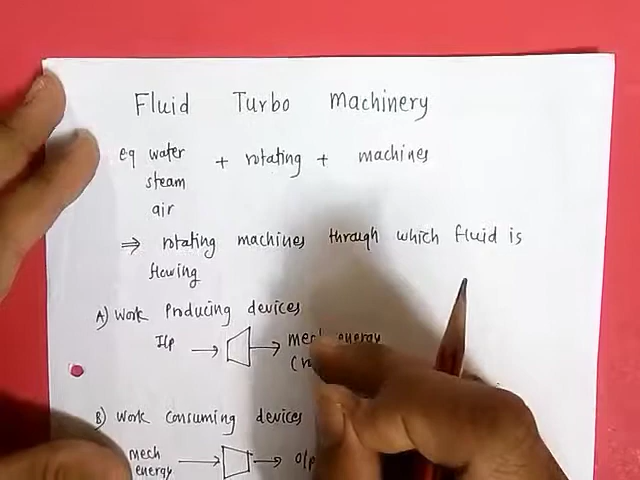 Fluid Turbo Machinery
eg water + rotating + machines
steam
air
⇒ rotating machines through which fluid is
flowing
A) Work Producing devices
I/p → → mech energy
B) Work Consuming devices
mech energy → → O/p